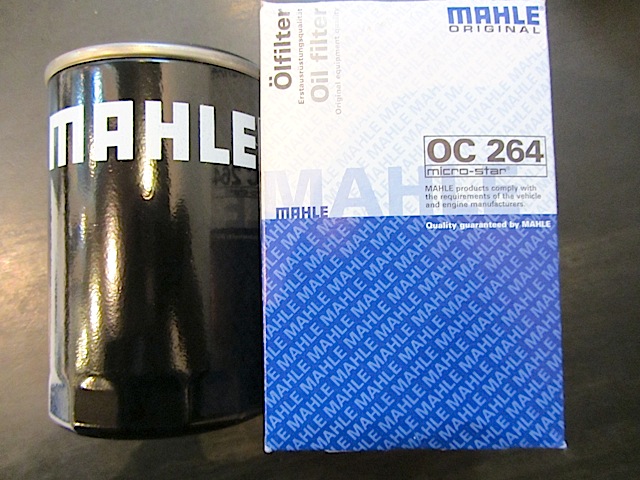 MAHLE
Ölfilter
Erstausrüstungsqualität
Oil filter
Original equipment quality
MAHLE
ORIGINAL
OC 264
micro-star
MAHLE products comply with
the requirements of the vehicle
and engine manufacturers
MAHLE
MAHLE
Quality guaranteed by MAHLE